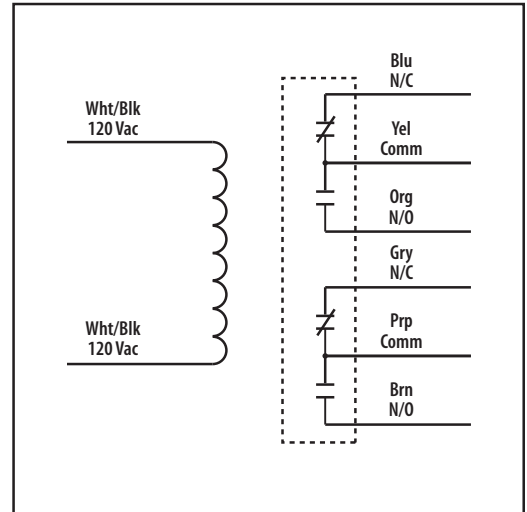 Wht/Blk
120 Vac
Wht/Blk
120 Vac
Blu
N/C
Yel
Comm
Org
N/O
Gry
N/C
Prp
Comm
Brn
N/O